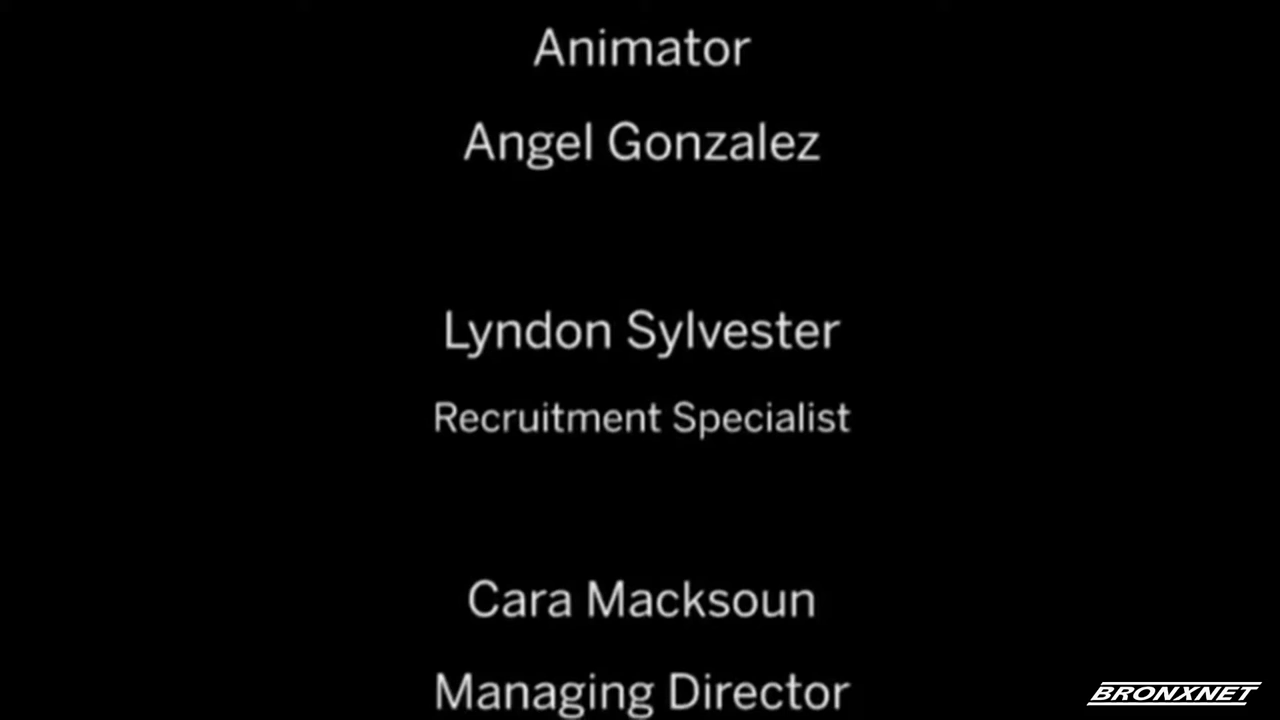 Animator
Angel Gonzalez
Lyndon Sylvester
Recruitment Specialist
Cara Macksoun
Managing Director
BRONXNET